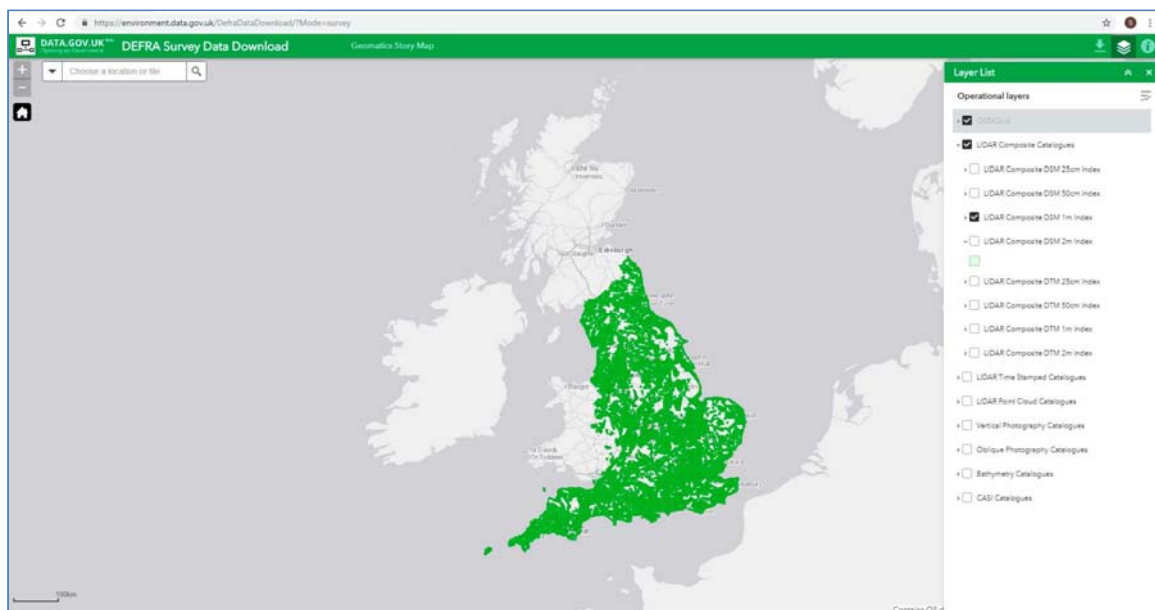 https://environment.data.gov.uk/DefraDataDownload/?Mode=survey
DATA.GOV.UK
DEFRA Survey Data Download
Geomatics Story Map
Choose a location or tile
Layer List
Operational layers
LIDAR Composite Catalogues
LIDAR Composite DSM 25cm Index
LIDAR Composite DSM 50cm Index
LIDAR Composite DSM 1m Index
LIDAR Composite DSM 2m Index
LIDAR Composite DTM 25cm Index
LIDAR Composite DTM 50cm Index
LIDAR Composite DTM 1m Index
LIDAR Composite DTM 2m Index
LIDAR Time Stamped Catalogues
LIDAR Point Cloud Catalogues
Vertical Photography Catalogues
Oblique Photography Catalogues
Bathymetry Catalogues
CASI Catalogues
Inverness
Edinburgh
100km
Contains OS